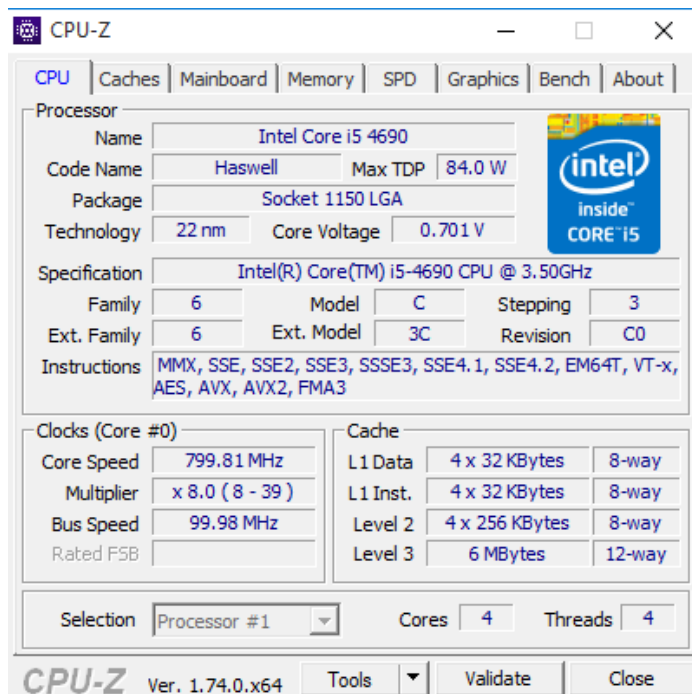 CPU-Z
CPU Caches Mainboard Memory SPD Graphics Bench About
Processor
Name Intel Core i5 4690
Code Name Haswell Max TDP 84.0 W
Package Socket 1150 LGA
Technology 22 nm Core Voltage 0.701 V
intel
inside™
CORE™i5
Specification Intel(R) Core(TM) i5-4690 CPU @ 3.50GHz
Family 6 Model C Stepping 3
Ext. Family 6 Ext. Model 3C Revision C0
Instructions MMX, SSE, SSE2, SSE3, SSSE3, SSE4.1, SSE4.2, EM64T, VT-x,
AES, AVX, AVX2, FMA3
Clocks (Core #0)
Core Speed 799.81 MHz
Multiplier x 8.0 ( 8 - 39 )
Bus Speed 99.98 MHz
Rated FSB
Cache
L1 Data 4 x 32 KBytes 8-way
L1 Inst. 4 x 32 KBytes 8-way
Level 2 4 x 256 KBytes 8-way
Level 3 6 MBytes 12-way
Selection Processor #1 Cores 4 Threads 4
CPU-Z Ver. 1.74.0.x64 Tools Validate Close